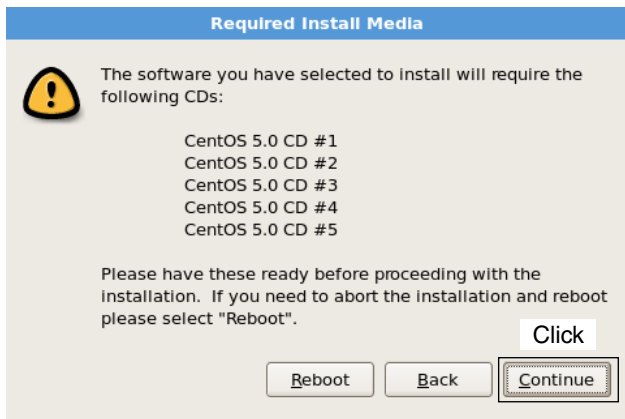 Required Install Media
The software you have selected to install will require the
following CDs:
CentOS 5.0 CD #1
CentOS 5.0 CD #2
CentOS 5.0 CD #3
CentOS 5.0 CD #4
CentOS 5.0 CD #5
Please have these ready before proceeding with the
installation. If you need to abort the installation and reboot
please select "Reboot".
Click
Reboot Back Continue